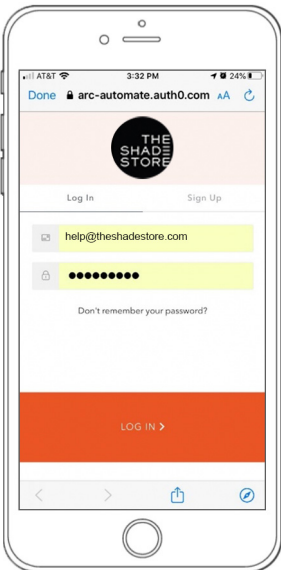 AT&T 3:32 PM 24%
Done arc-automate.auth0.com AA
THE
SHADE
STORE
Log In Sign Up
help@theshadestore.com
●●●●●●●●●
Don't remember your password?
LOG IN >